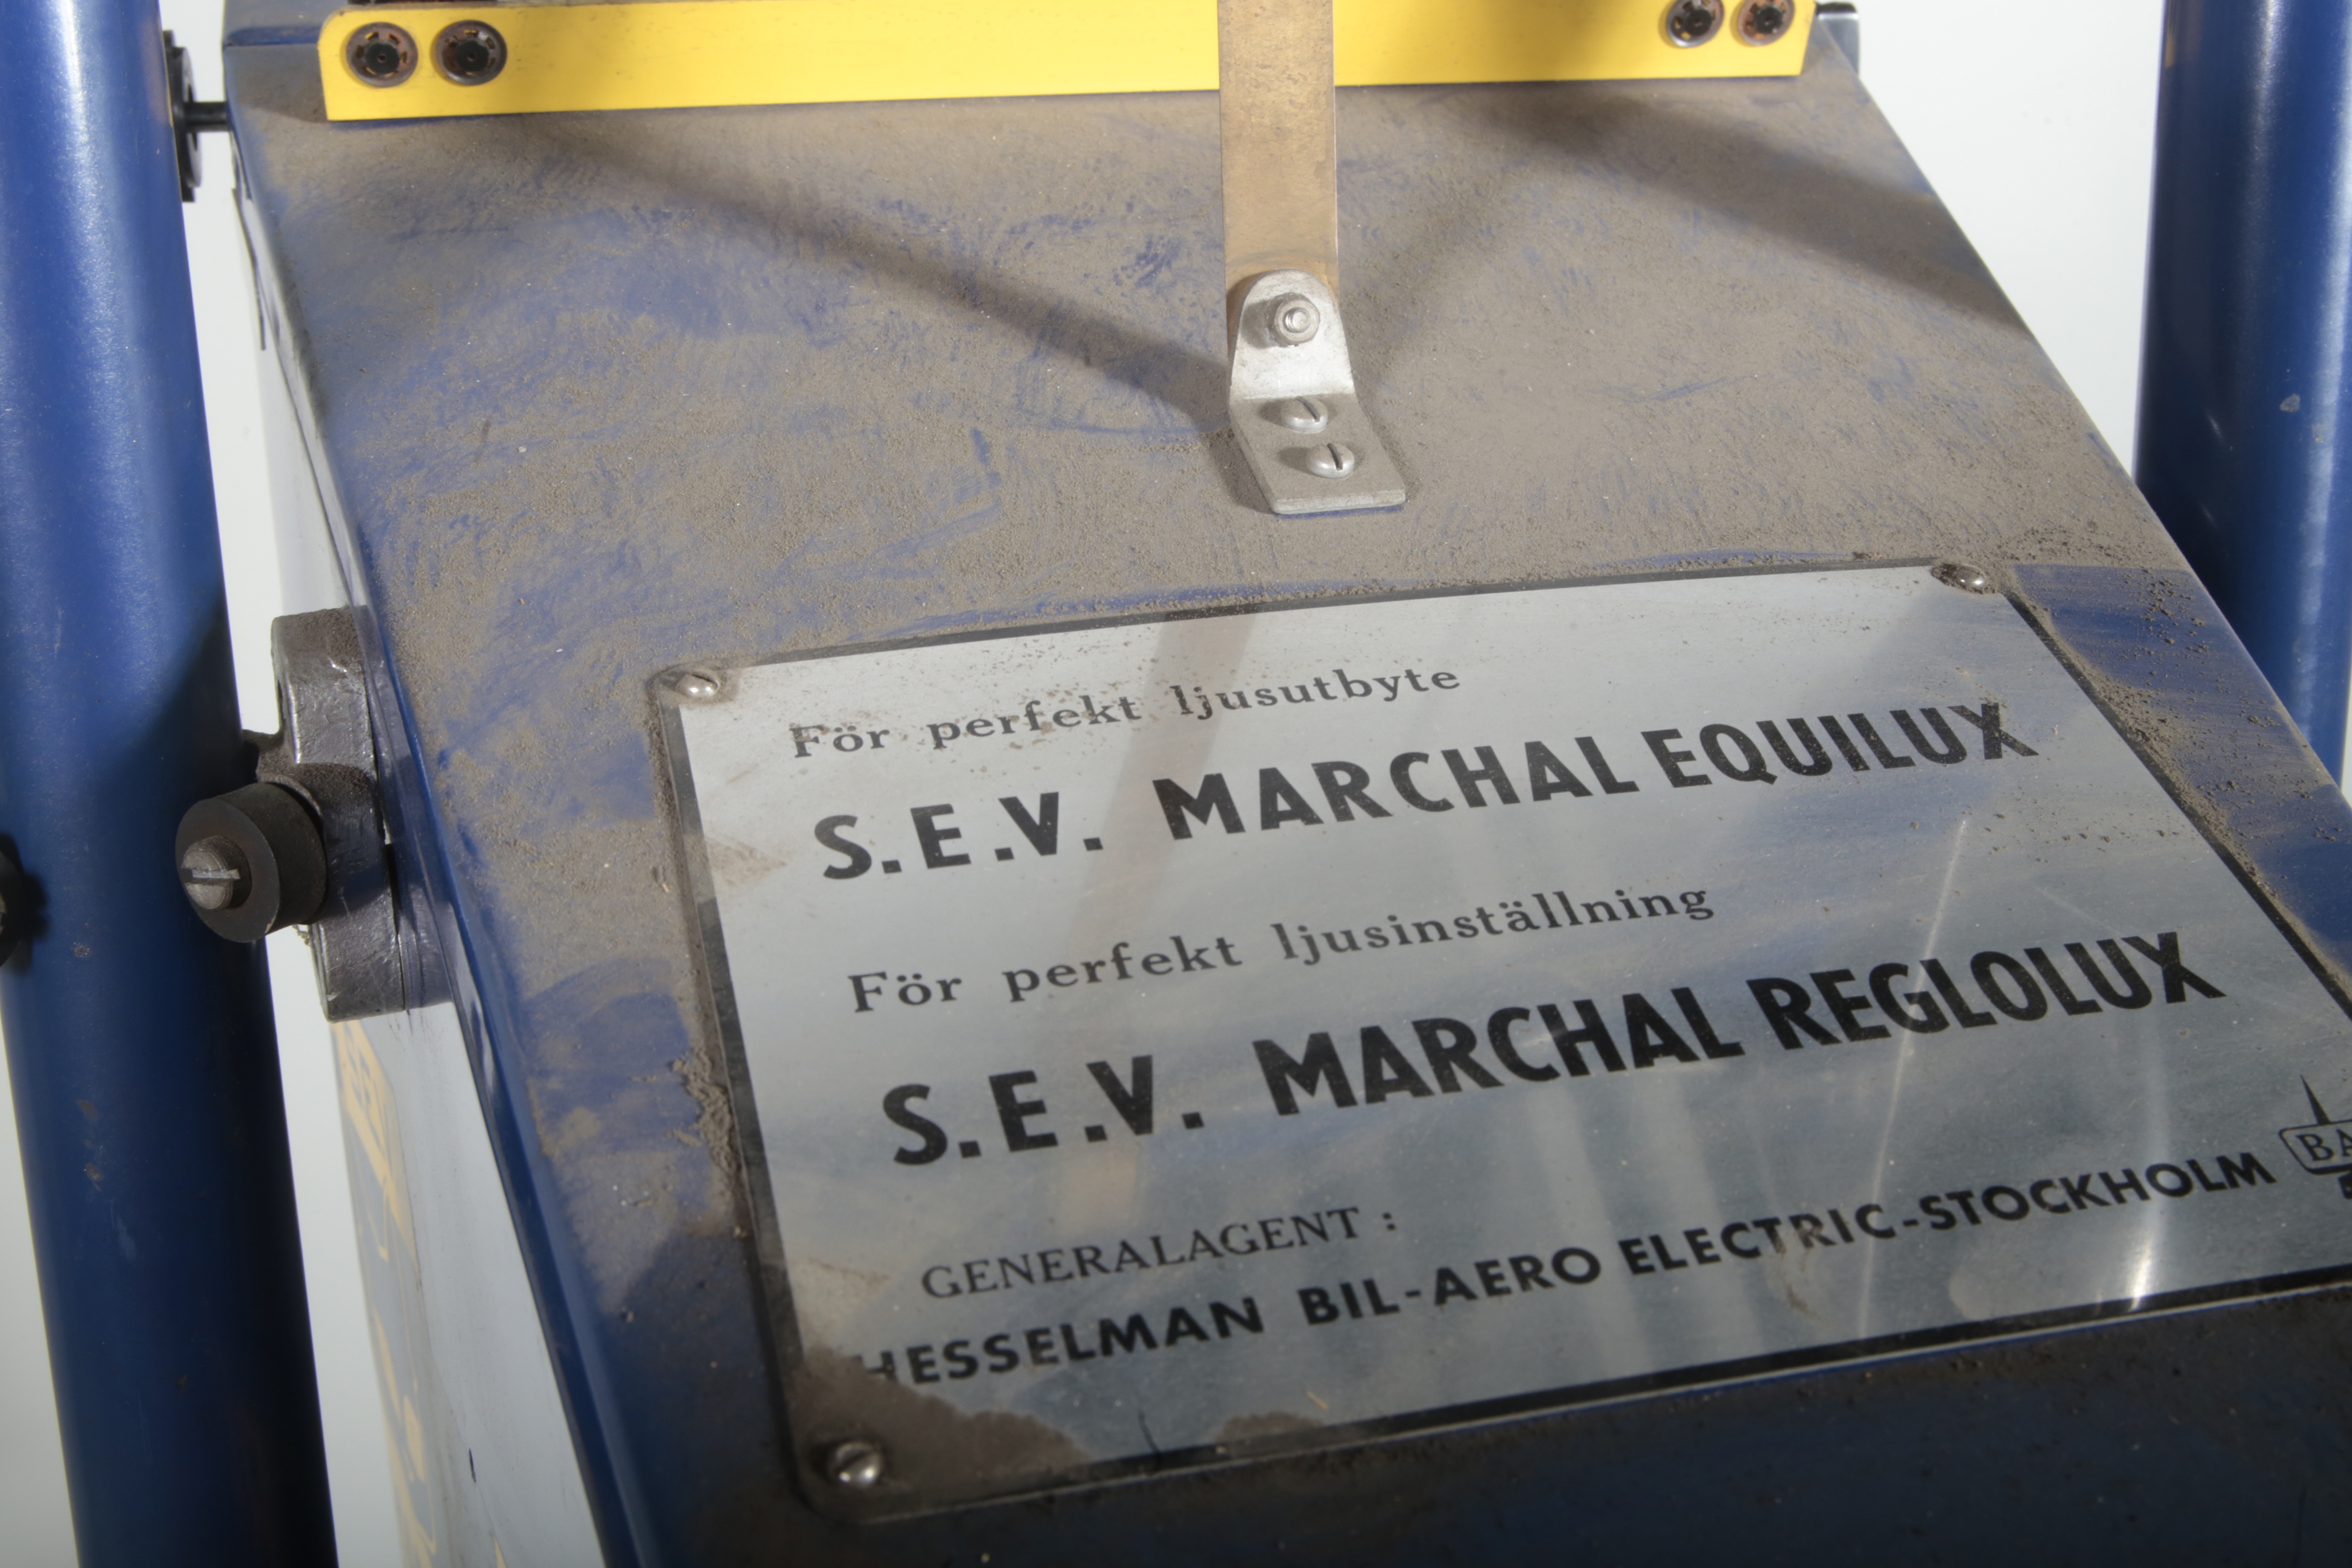 För perfekt ljusutbyte
S.E.V. MARCHAL EQUILUX
För perfekt ljusinställning
S.E.V. MARCHAL REGLOLUX
GENERALAGENT :
HESSELMAN BIL-AERO ELECTRIC-STOCKHOLM